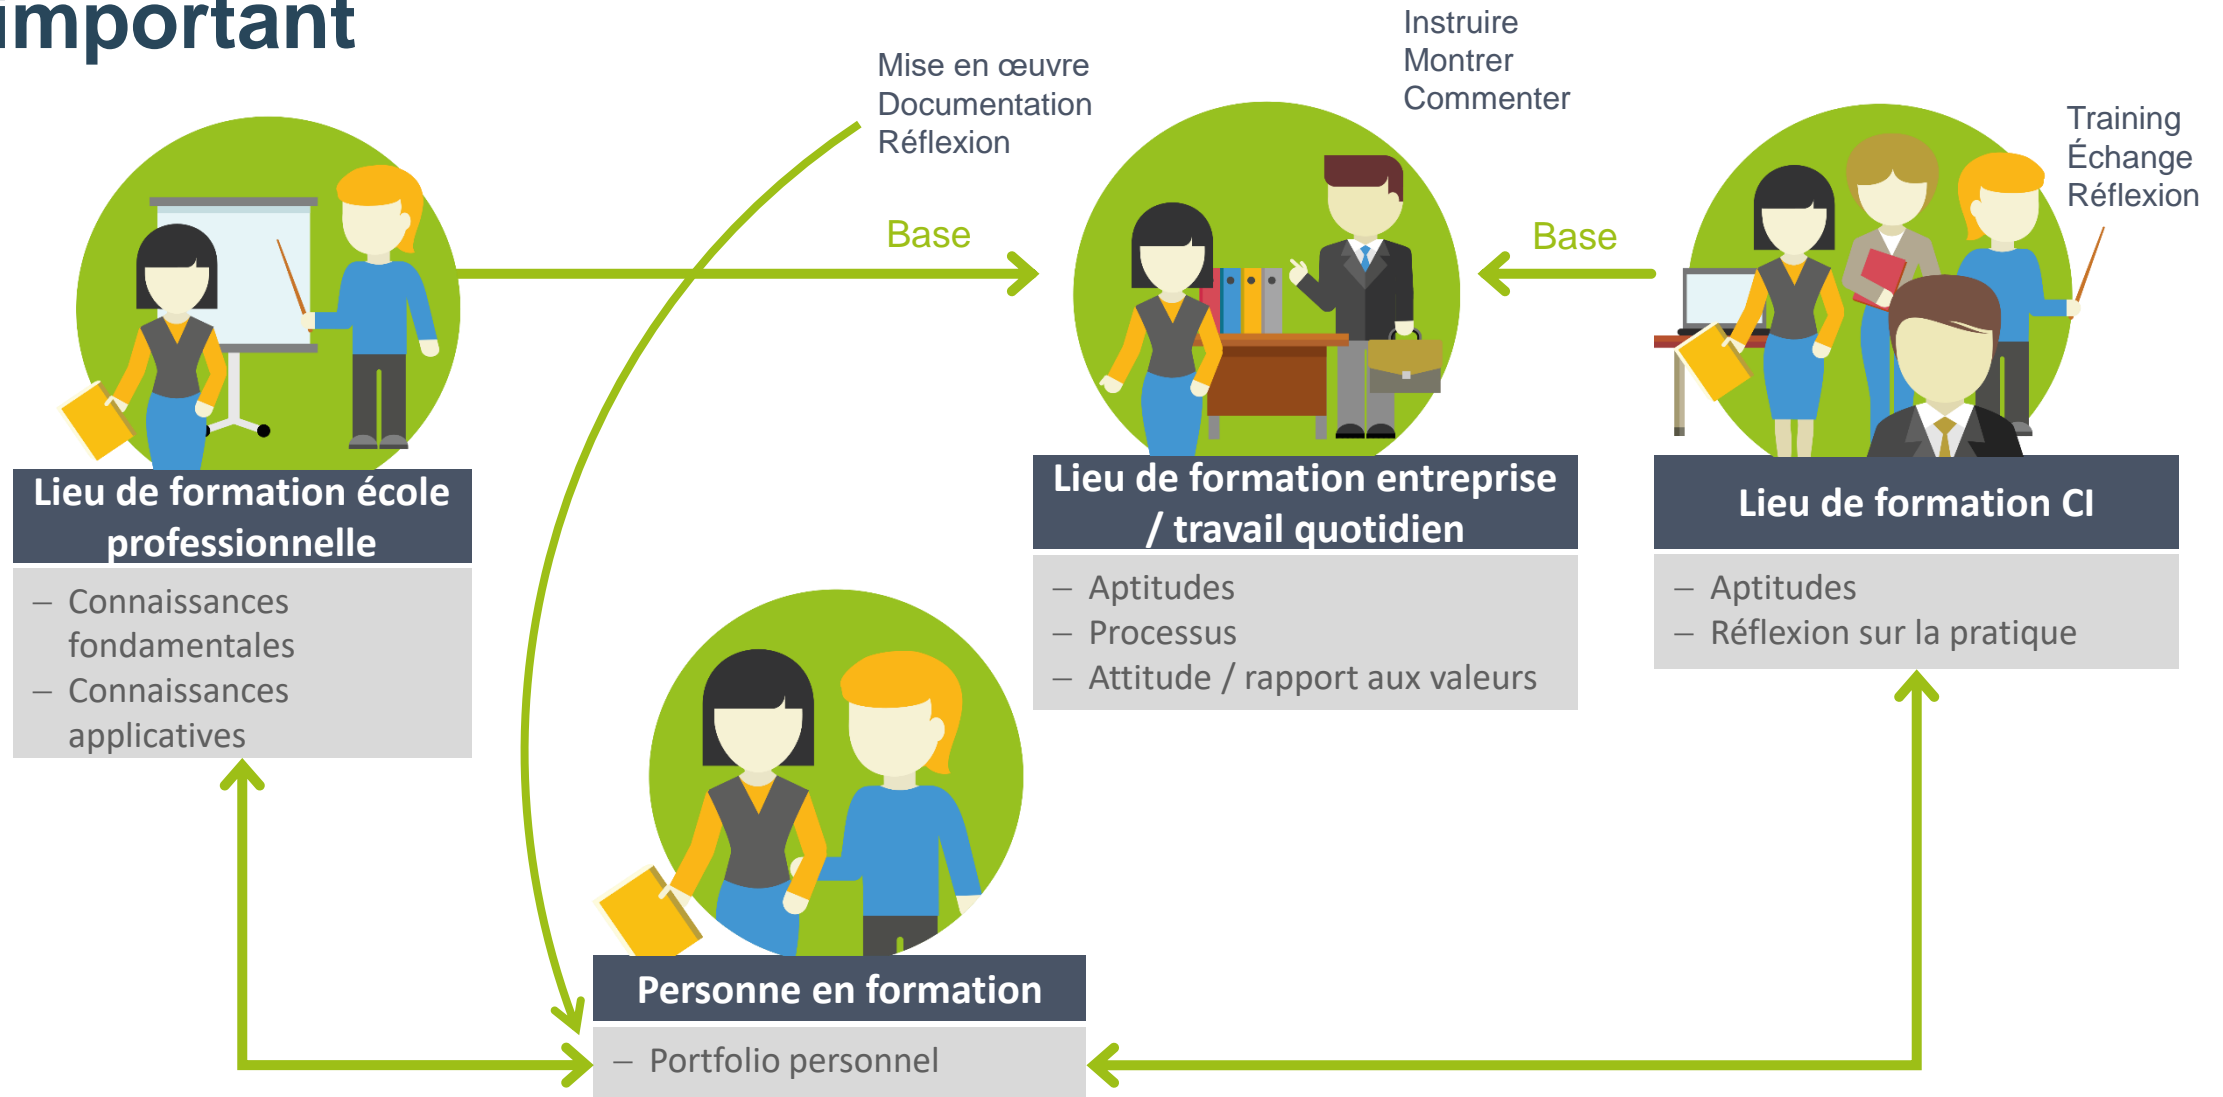 important
Mise en œuvre
Documentation
Réflexion
Instruire
Montrer
Commenter
Training
Échange
Réflexion
Base
Base
Lieu de formation école
professionnelle
– Connaissances
fondamentales
– Connaissances
applicatives
Lieu de formation entreprise
/ travail quotidien
– Aptitudes
– Processus
– Attitude / rapport aux valeurs
Lieu de formation CI
– Aptitudes
– Réflexion sur la pratique
Personne en formation
– Portfolio personnel